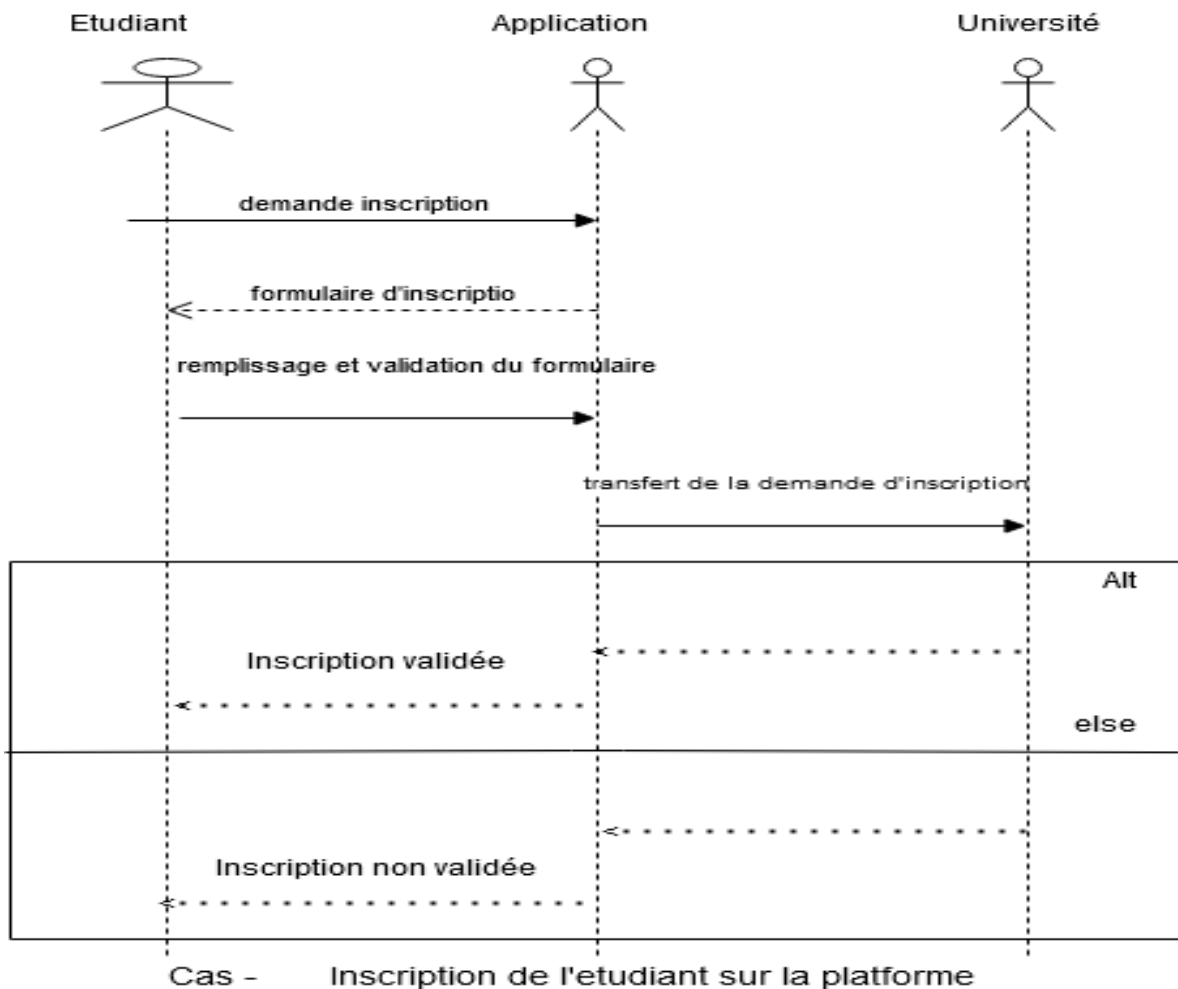 Etudiant Application Université
demande inscription
formulaire d'inscriptio
remplissage et validation du formulaire
transfert de la demande d'inscription
Alt
Inscription validée
else
Inscription non validée
Cas - Inscription de l'etudiant sur la platforme